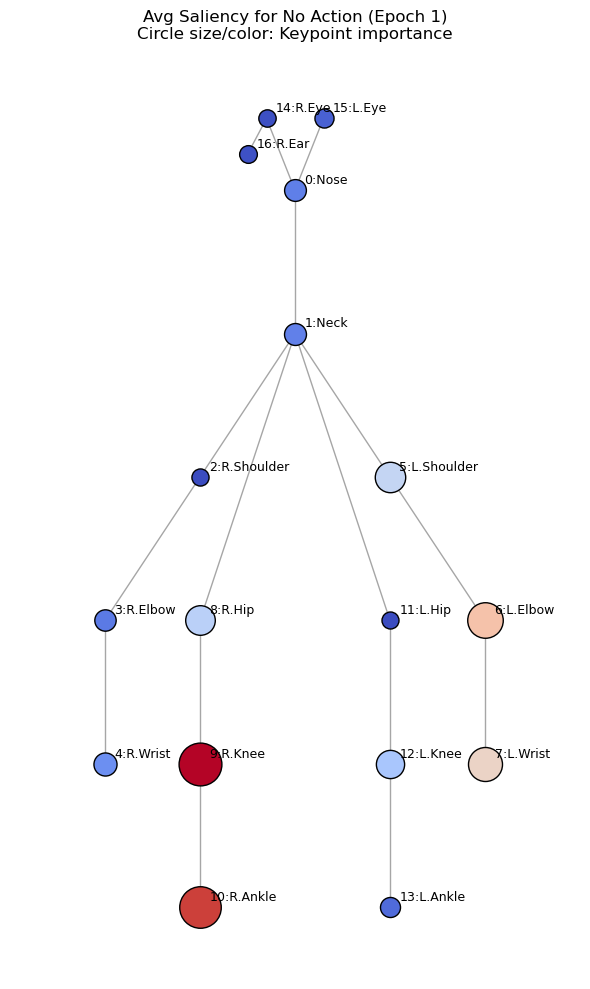 Avg Saliency for No Action (Epoch 1)
Circle size/color: Keypoint importance
14:R.Eye
15:L.Eye
16:R.Ear
0:Nose
1:Neck
2:R.Shoulder
5:L.Shoulder
3:R.Elbow
8:R.Hip
11:L.Hip
6:L.Elbow
4:R.Wrist
9:R.Knee
12:L.Knee
7:L.Wrist
10:R.Ankle
13:L.Ankle